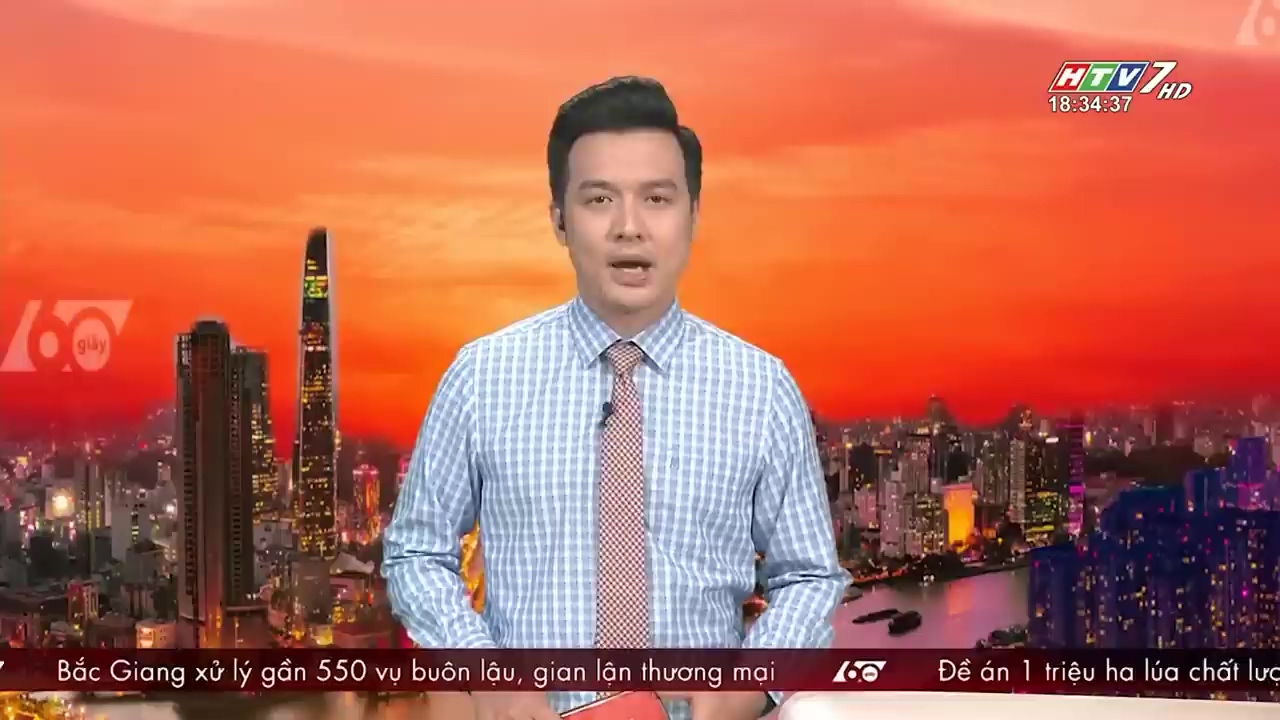 HTV7 HD
18:34:37
60 giây
Bắc Giang xử lý gần 550 vụ buôn lậu, gian lận thương mại
60
Đề án 1 triệu ha lúa chất